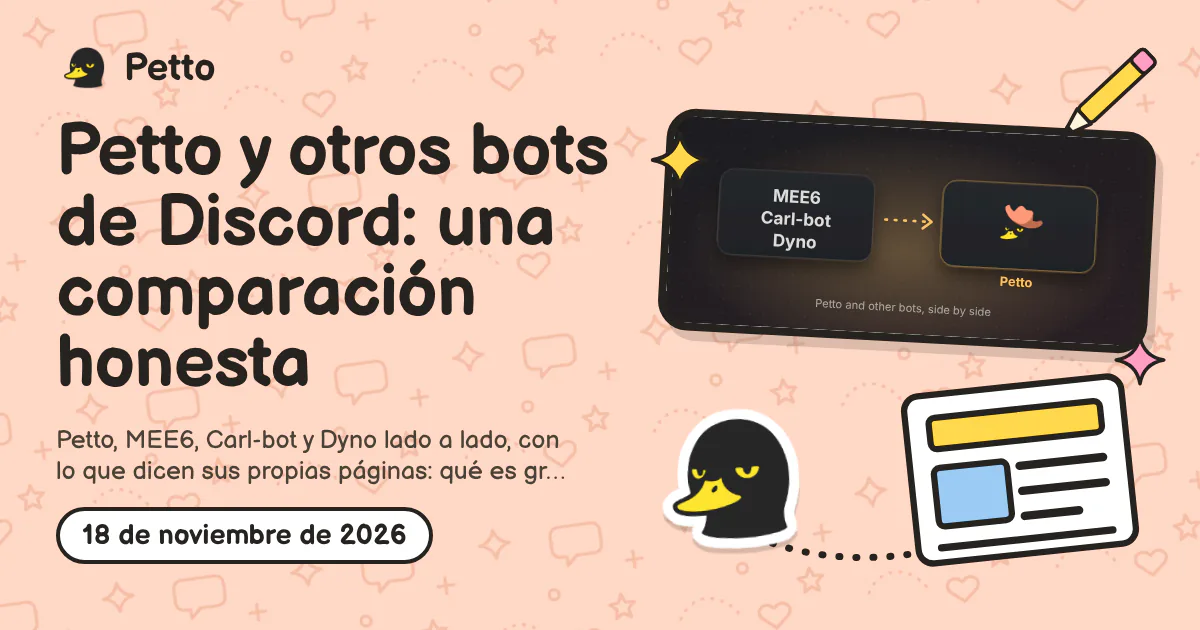 Petto
Petto y otros bots
de Discord: una
comparación
honesta
Petto, MEE6, Carl-bot y Dyno lado a lado, con
lo que dicen sus propias páginas: qué es gr...
18 de noviembre de 2026
MEE6
Carl-bot
Dyno
Petto
Petto and other bots, side by side